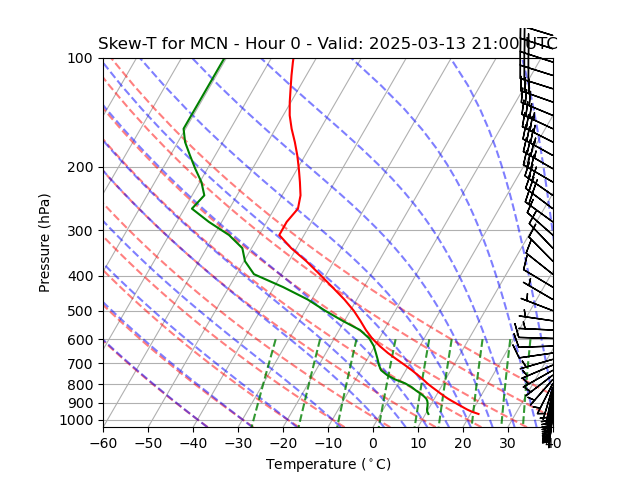 Skew-T for MCN - Hour 0 - Valid: 2025-03-13 21:00 UTC
100
200
300
400
500
600
700
800
900
1000
Pressure (hPa)
−60 −50 −40 −30 −20 −10 0 10 20 30 40
Temperature (°C)